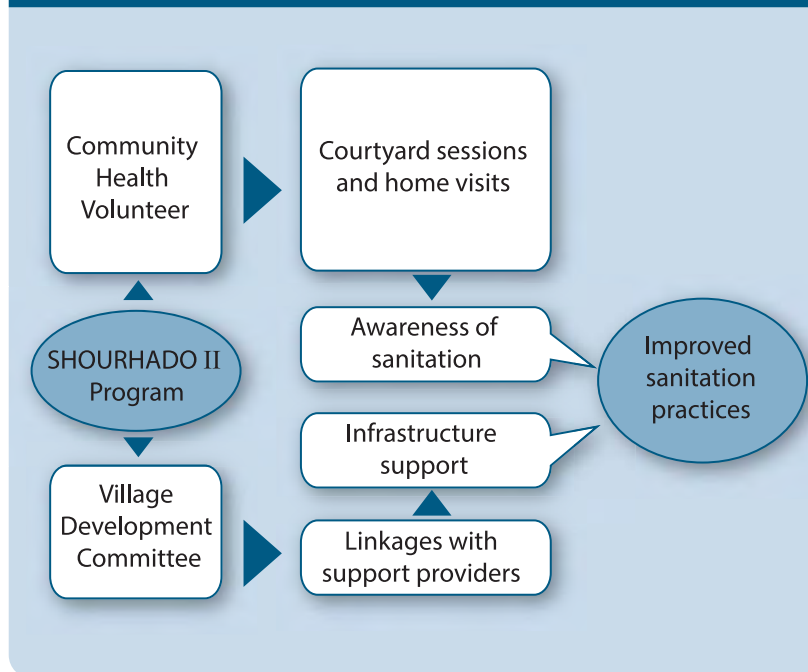 Community
Health
Volunteer
Courtyard sessions
and home visits
SHOURHADO II
Program
Awareness of
sanitation
Improved
sanitation
practices
Infrastructure
support
Village
Development
Committee
Linkages with
support providers